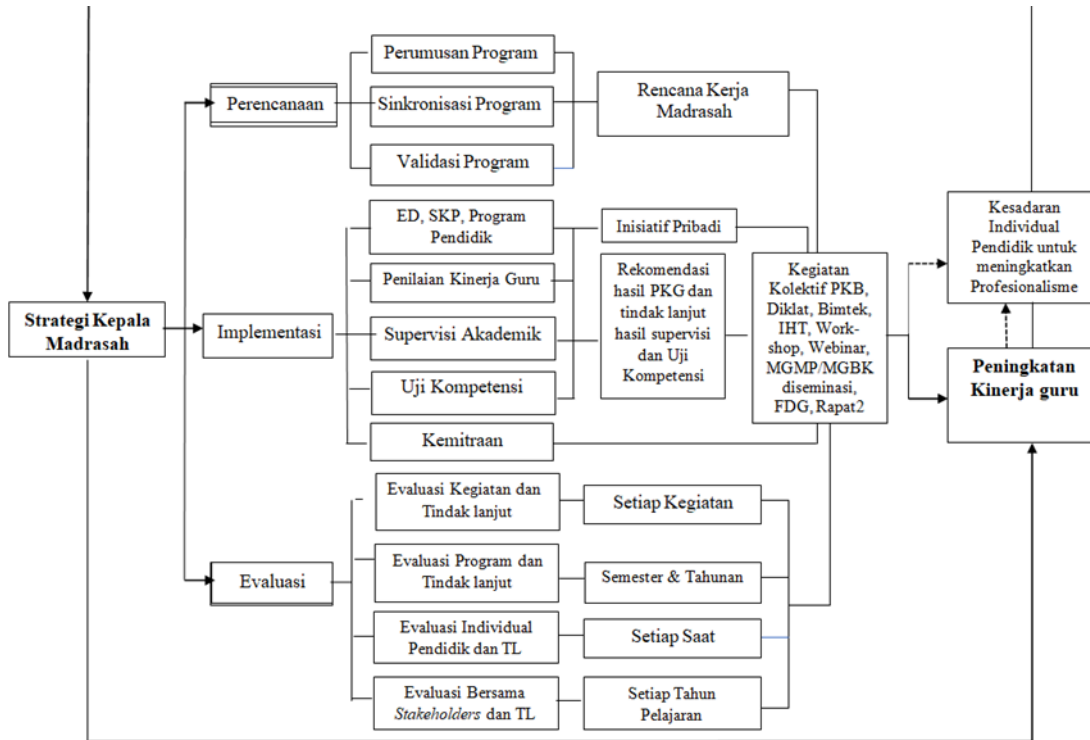 Perumusan Program
Perencanaan
Sinkronisasi Program
Validasi Program
Rencana Kerja
Madrasah
Strategi Kepala
Madrasah
Implementasi
ED, SKP, Program
Pendidik
Penilaian Kinerja Guru
Supervisi Akademik
Uji Kompetensi
Kemitraan
Inisiatif Pribadi
Rekomendasi
hasil PKG dan
tindak lanjut
hasil supervisi
dan Uji
Kompetensi
Kegiatan
Kolektif PKB,
Diklat, Bimtek,
IHT, Work-
shop, Webinar,
MGMP/MGBK
diseminasi,
FDG, Rapat2
Kesadaran
Individual
Pendidik untuk
meningkatkan
Profesionalisme
Peningkatan
Kinerja guru
Evaluasi
Evaluasi Kegiatan dan
Tindak lanjut
Setiap Kegiatan
Evaluasi Program dan
Tindak lanjut
Semester & Tahunan
Evaluasi Individual
Pendidik dan TL
Setiap Saat
Evaluasi Bersama
Stakeholders dan TL
Setiap Tahun
Pelajaran